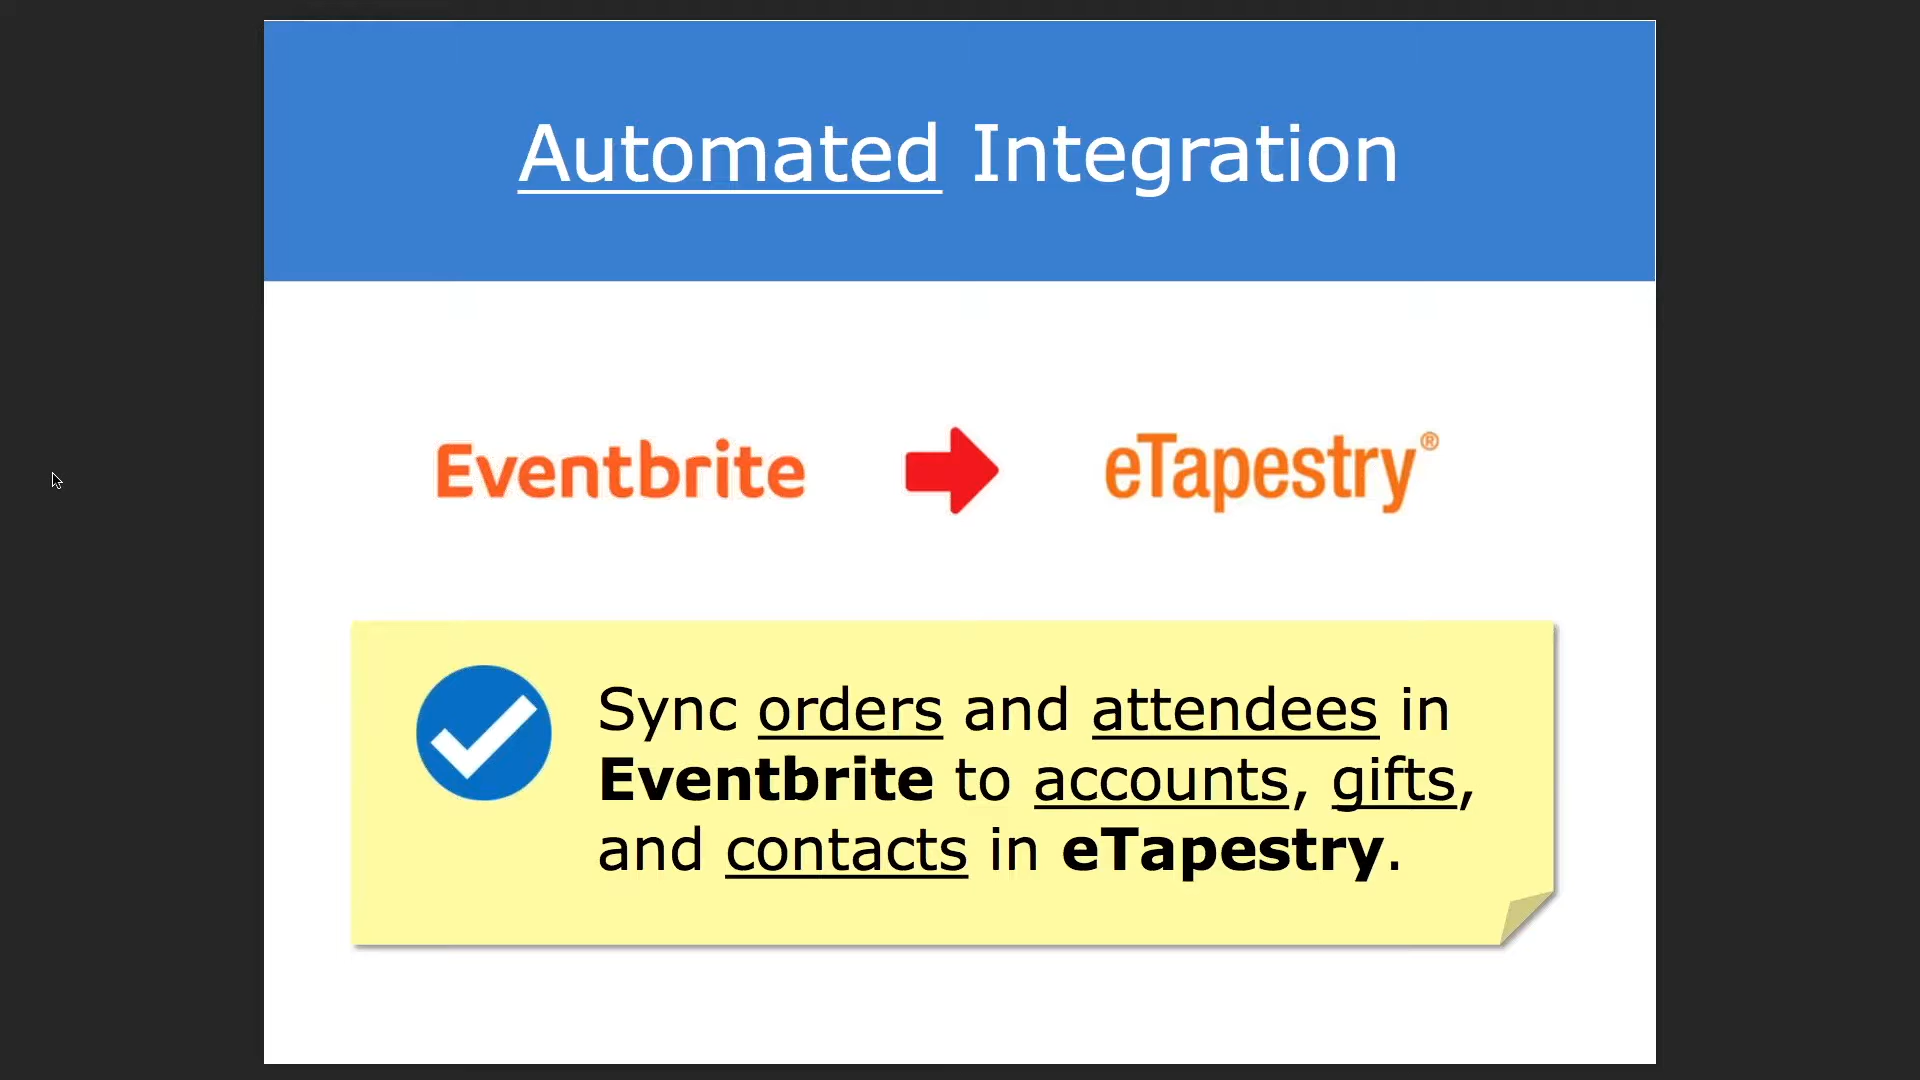 Automated Integration
Eventbrite
eTapestry®
Sync orders and attendees in
Eventbrite to accounts, gifts,
and contacts in eTapestry.